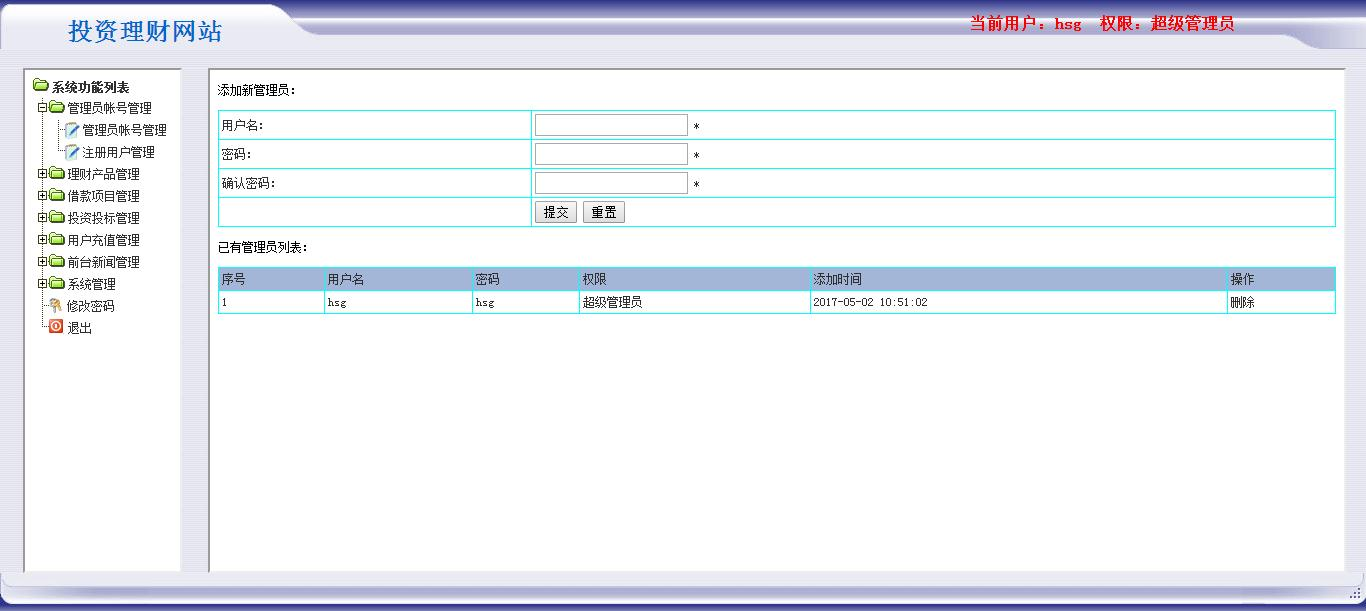 投资理财网站
当前用户：hsg 权限：超级管理员
系统功能列表
管理员帐号管理
管理员帐号管理
注册用户管理
理财产品管理
借款项目管理
投资投标管理
用户充值管理
前台新闻管理
系统管理
修改密码
退出
添加新管理员：
用户名： *
密码： *
确认密码： *
提交 重置
已有管理员列表：
序号 用户名 密码 权限 添加时间 操作
1 hsg hsg 超级管理员 2017-05-02 10:51:02 删除